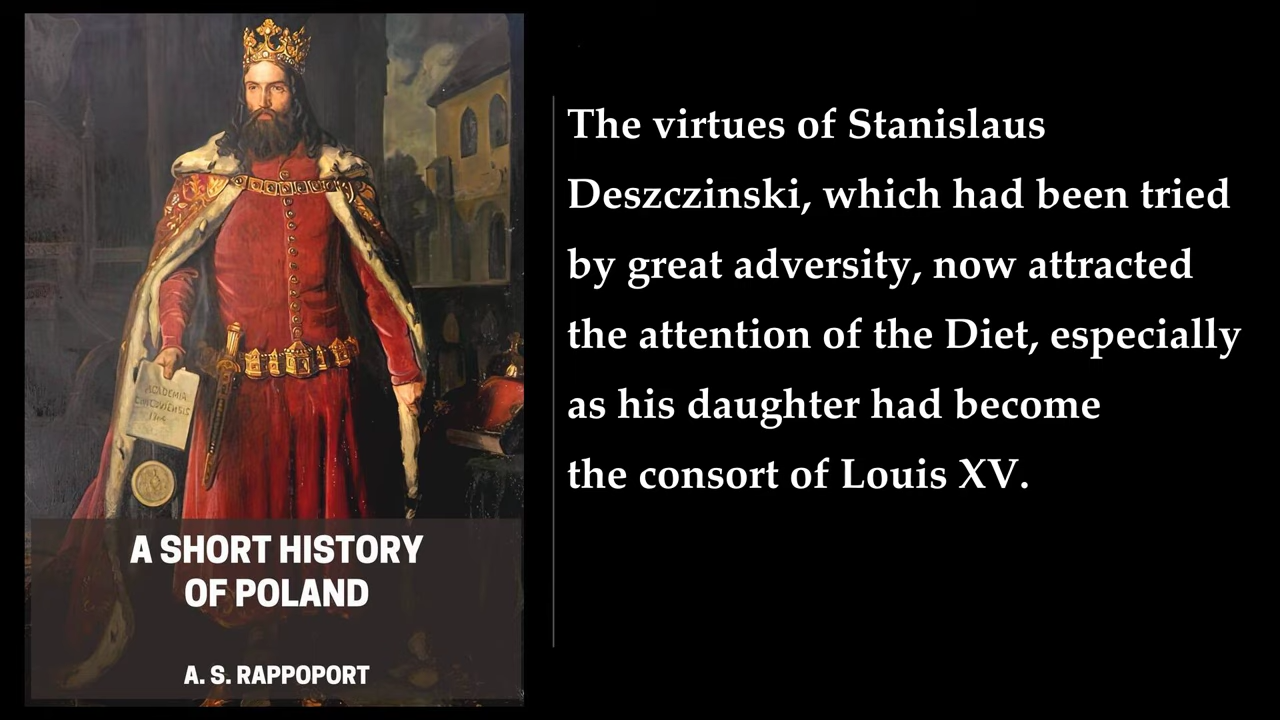 ACADEMIA
A SHORT HISTORY
OF POLAND
A. S. RAPPOPORT
The virtues of Stanislaus
Deszczinski, which had been tried
by great adversity, now attracted
the attention of the Diet, especially
as his daughter had become
the consort of Louis XV.